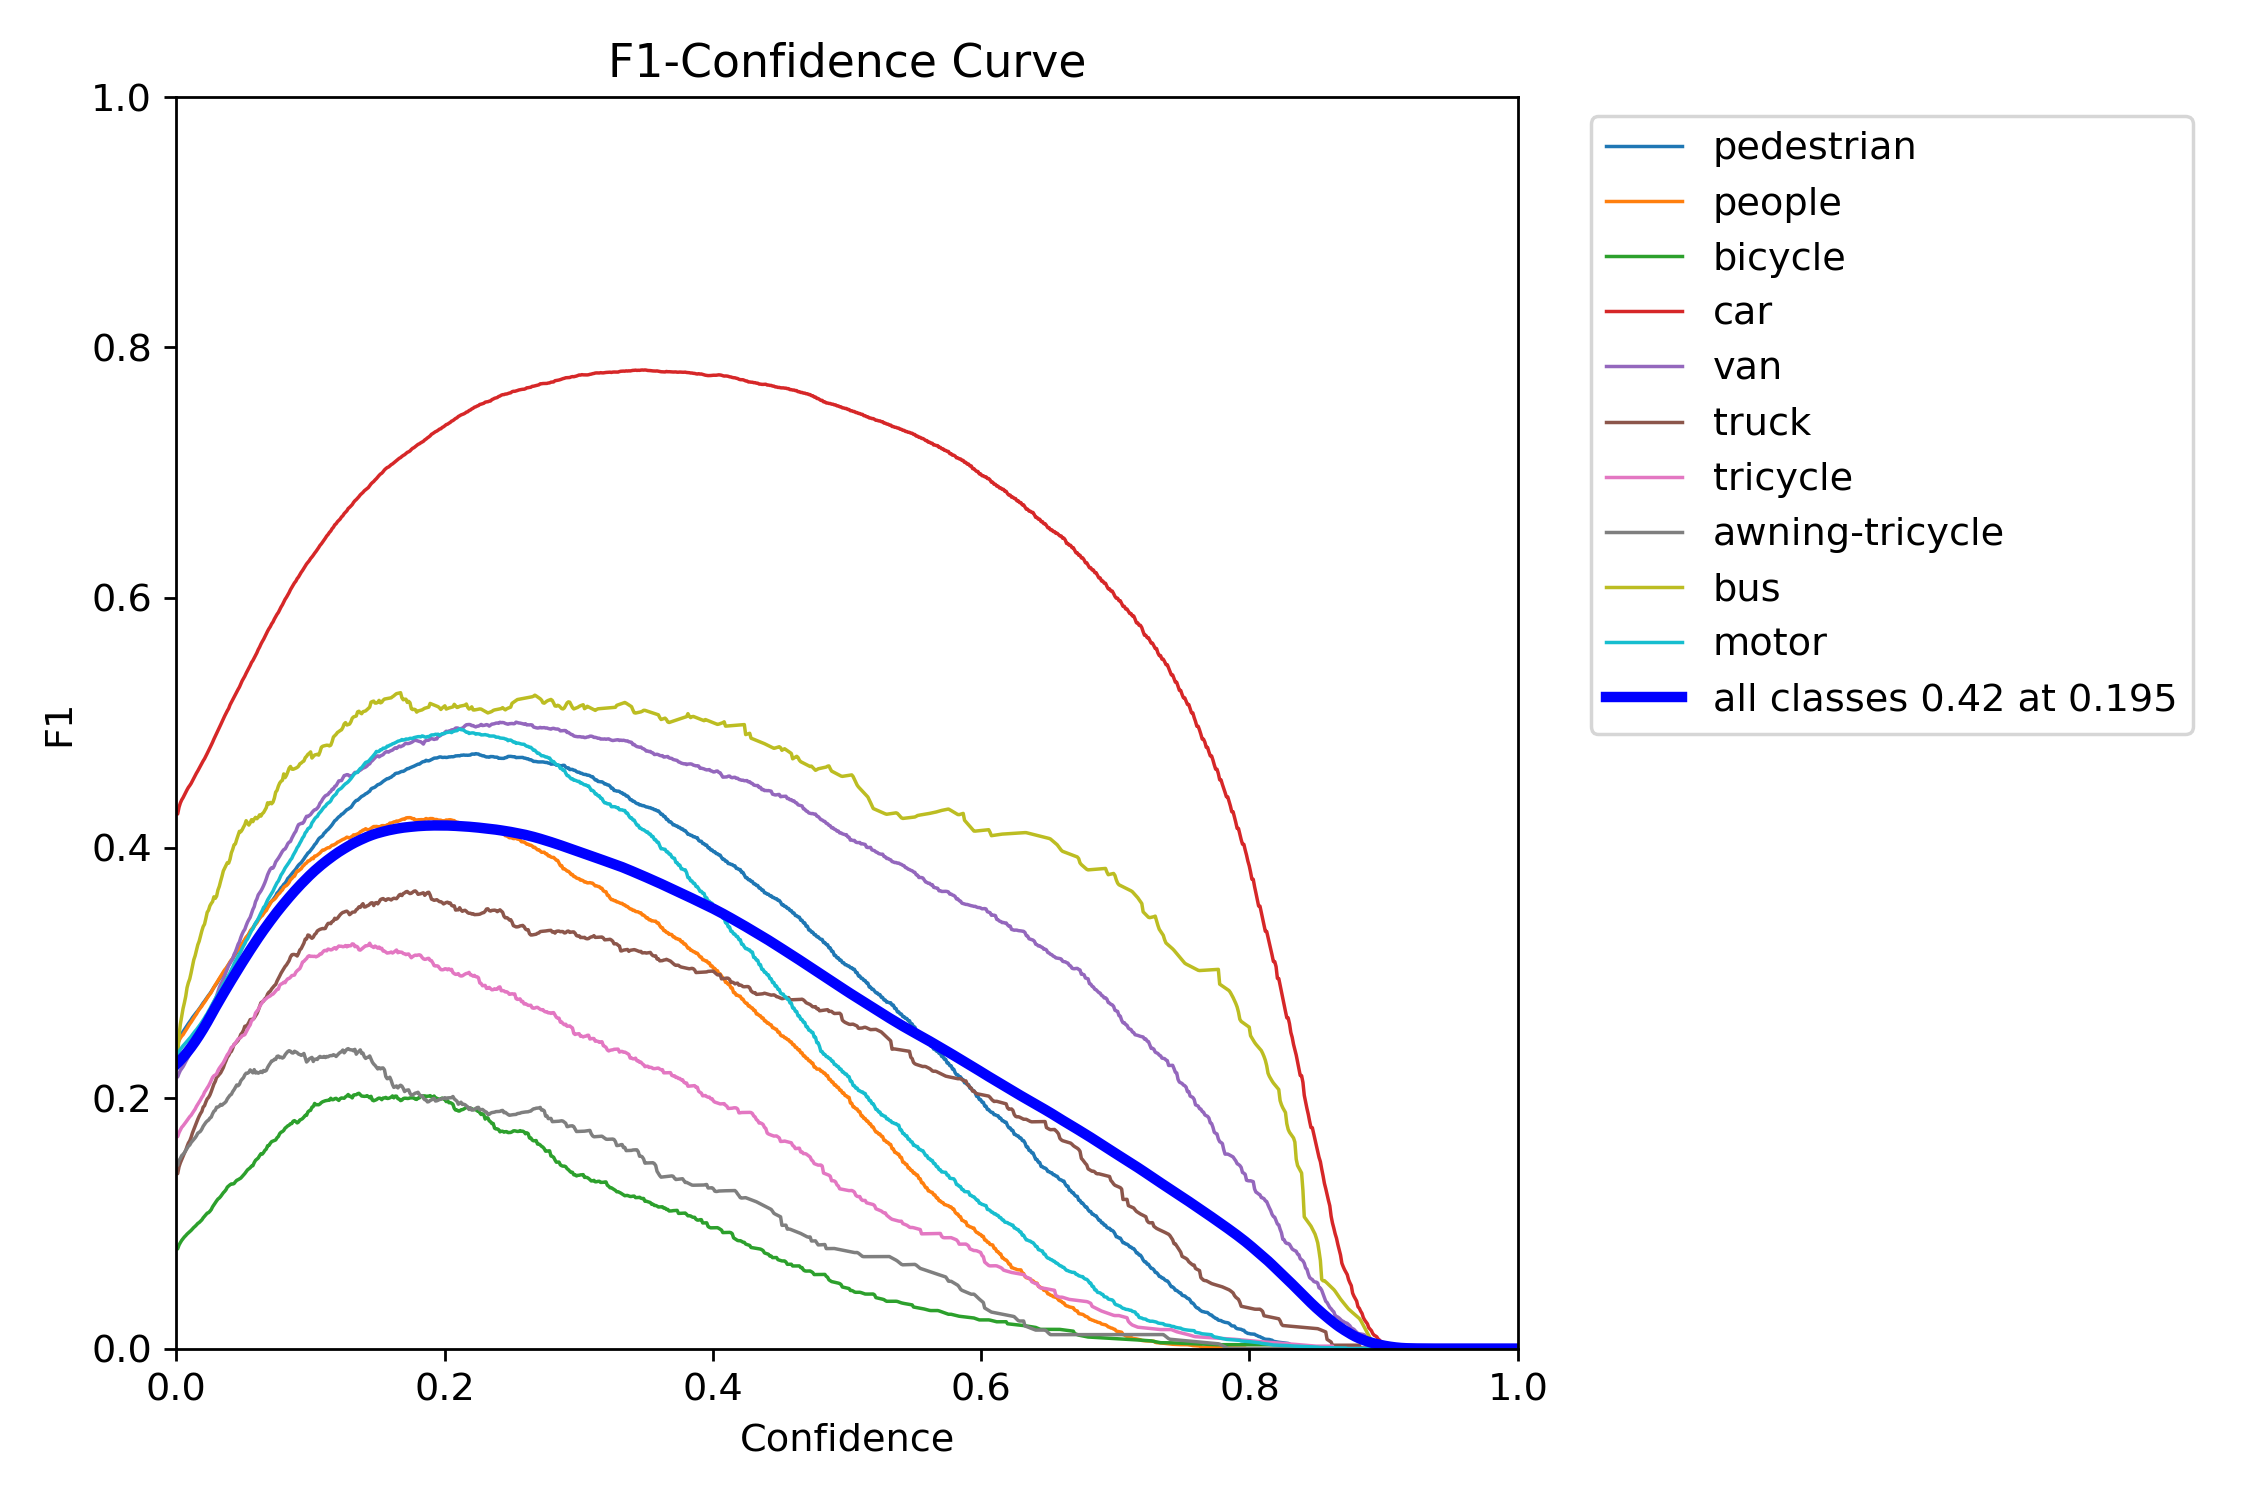 F1-Confidence Curve
1.0
0.8
0.6
0.4
0.2
0.0
F1
0.0 0.2 0.4 0.6 0.8 1.0
Confidence
pedestrian
people
bicycle
car
van
truck
tricycle
awning-tricycle
bus
motor
all classes 0.42 at 0.195